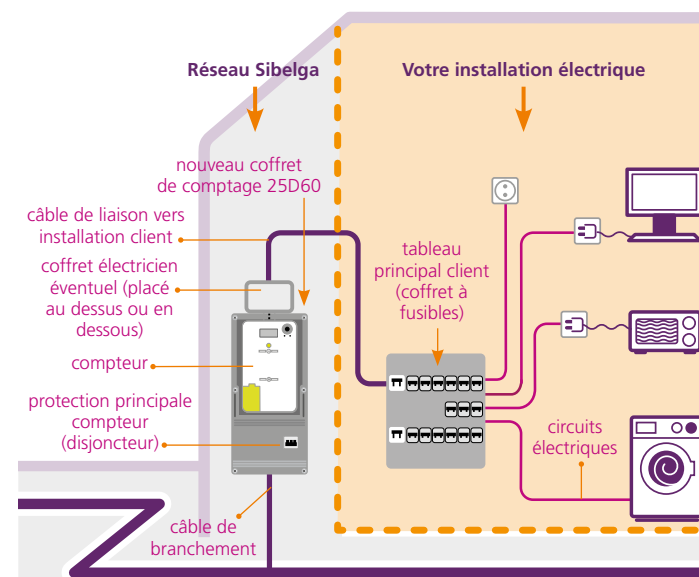 Réseau Sibelga
Votre installation électrique
nouveau coffret
de comptage 25D60
câble de liaison vers
installation client
coffret électricien
éventuel (placé
au dessus ou en
dessous)
compteur
protection principale
compteur
(disjoncteur)
câble de
branchement
tableau
principal client
(coffret à
fusibles)
circuits
électriques